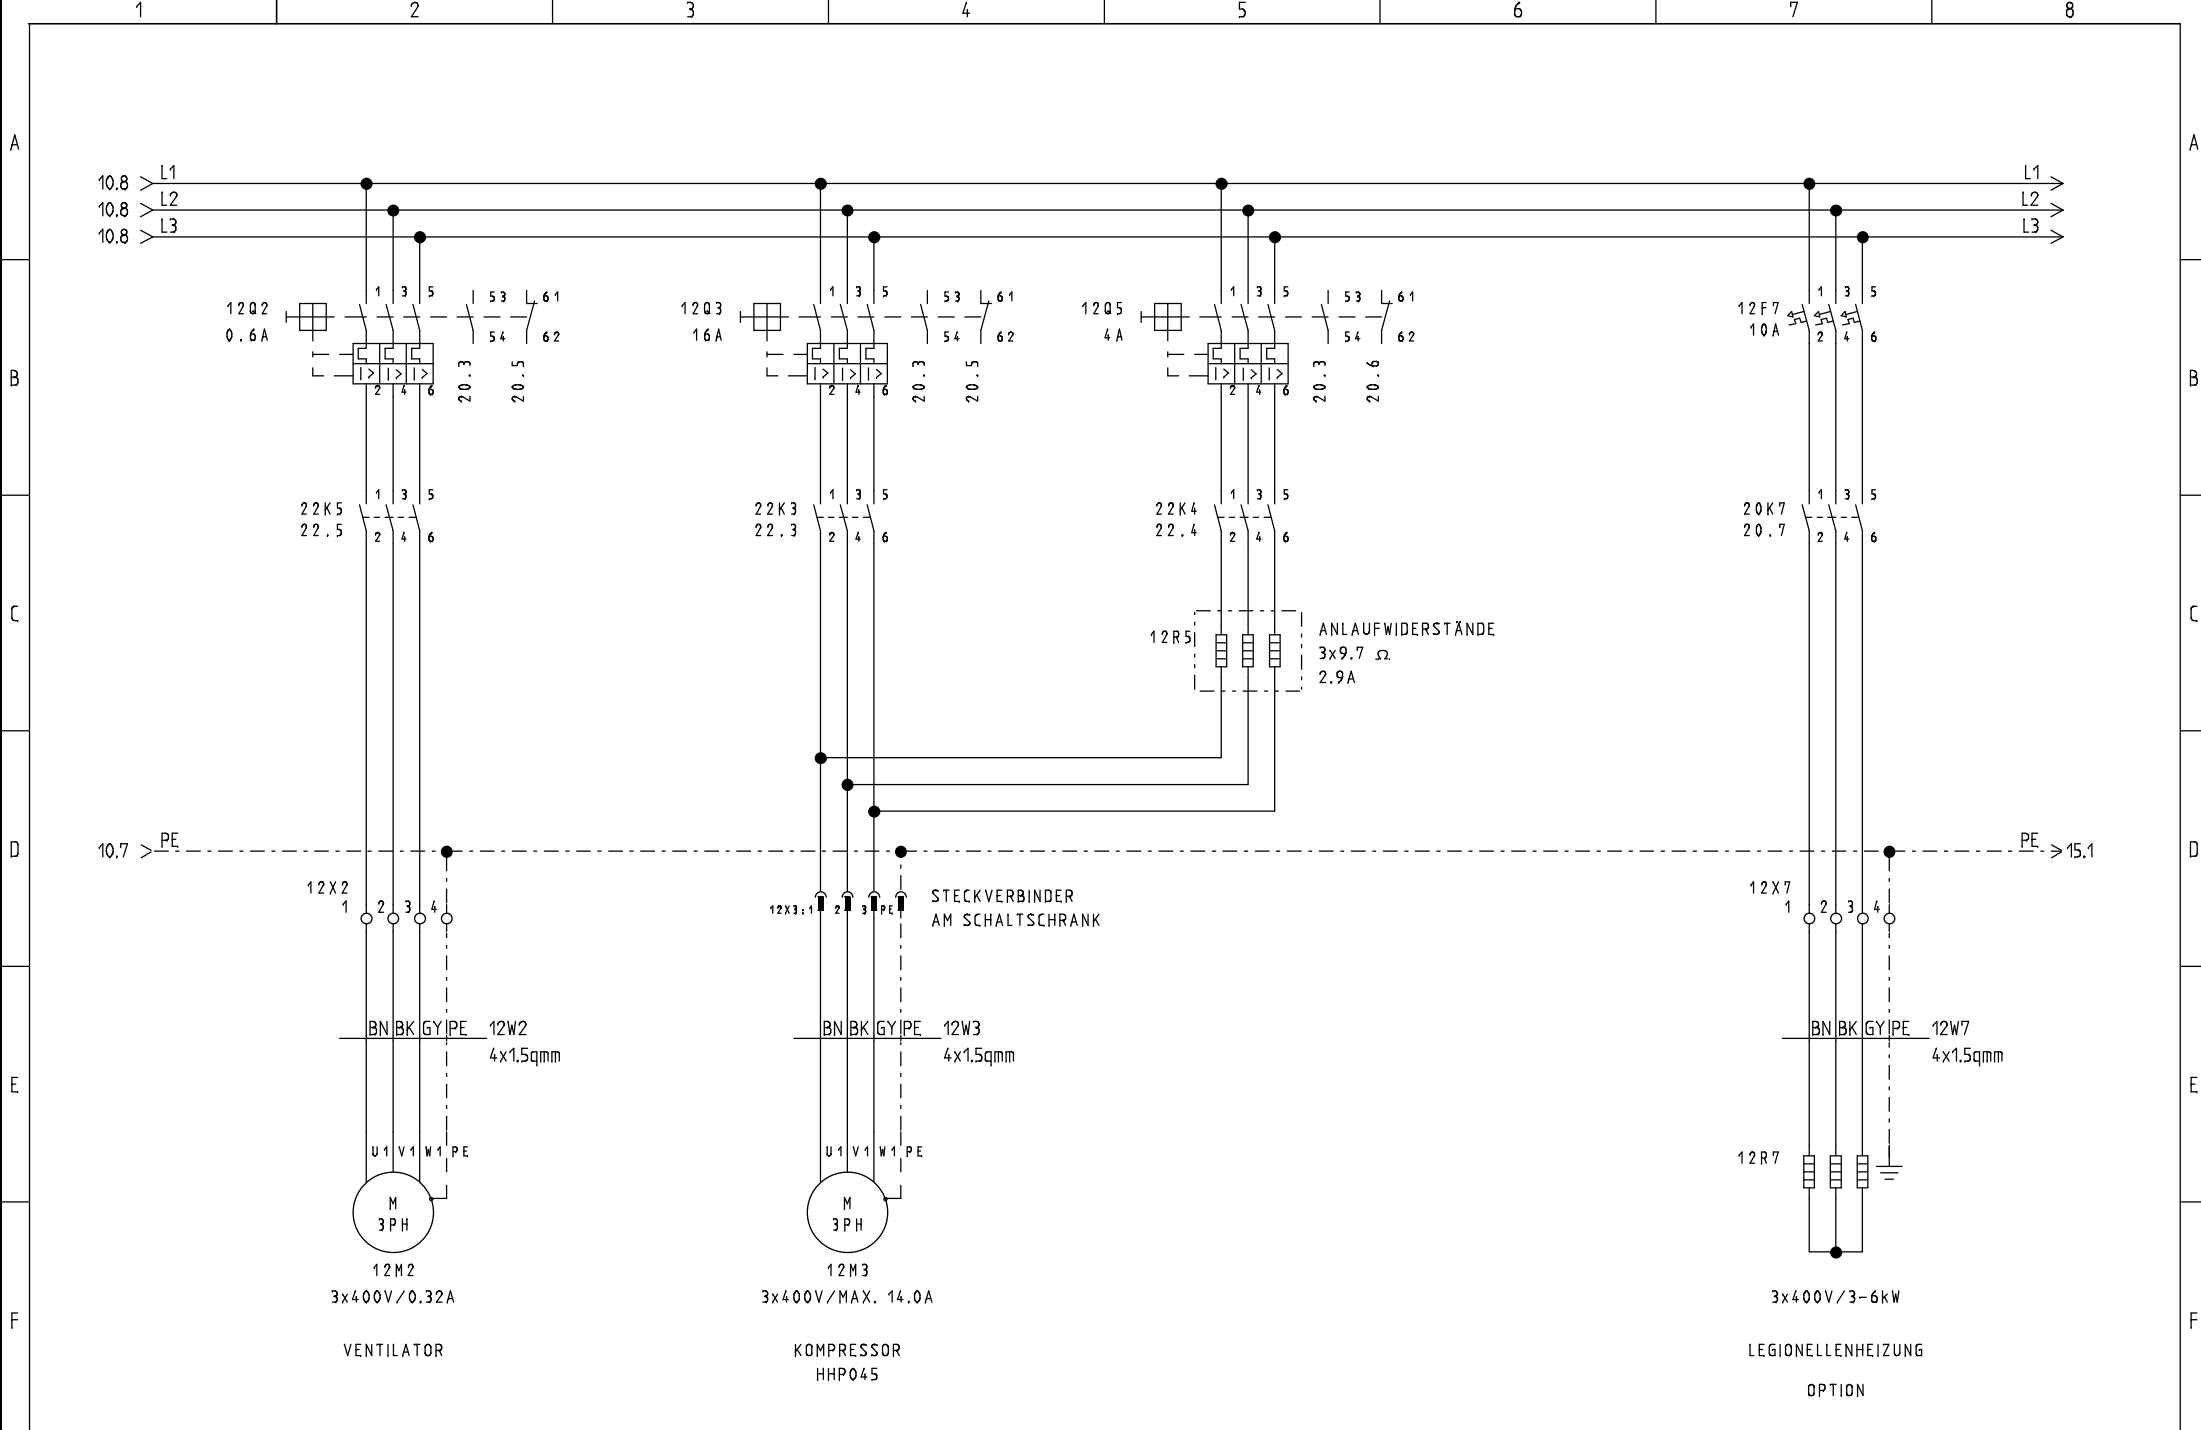 1 2 3 4 5 6 7 8
A A
10.8 L1 L1
10.8 L2 L2
10.8 L3 L3
12Q2 1 3 5 53 61
0.6A 54 62
2 4 6 20.3 20.5
12Q3 1 3 5 53 61
16A 54 62
2 4 6 20.3 20.5
12Q5 1 3 5 53 61
4A 54 62
2 4 6 20.3 20.6
12F7 1 3 5
10A 2 4 6
B I> I> I> I> I> I> I> I> I> B
22K5 1 3 5
22.5 2 4 6
22K3 1 3 5
22.3 2 4 6
22K4 1 3 5
22.4 2 4 6
20K7 1 3 5
20.7 2 4 6
C C
12R5 ANLAUFWIDERSTÄNDE
3x9.7 Ω
2.9A
D 10.7 PE PE 15.1 D
12X2
1 2 3 4
12X3:1 2 3 PE
STECKVERBINDER
AM SCHALTSCHRANK
12X7
1 2 3 4
BN BK GY PE 12W2
4x1.5qmm
BN BK GY PE 12W3
4x1.5qmm
BN BK GY PE 12W7
4x1.5qmm
E E
U1 V1 W1 PE
U1 V1 W1 PE
12R7
M
3PH
M
3PH
12M2
3x400V/0.32A
VENTILATOR
12M3
3x400V/MAX. 14.0A
KOMPRESSOR
HHP045
3x400V/3-6kW
LEGIONELLENHEIZUNG
OPTION
F F